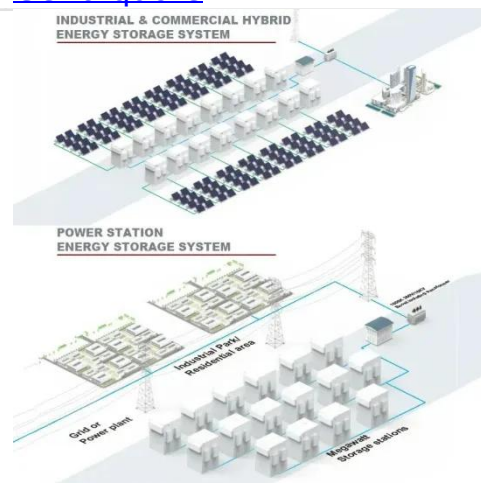 INDUSTRIAL & COMMERCIAL HYBRID
ENERGY STORAGE SYSTEM
POWER STATION
ENERGY STORAGE SYSTEM
Industrial Park/
Residential area
Grid or
Power plant
Megawatt
Storage stations